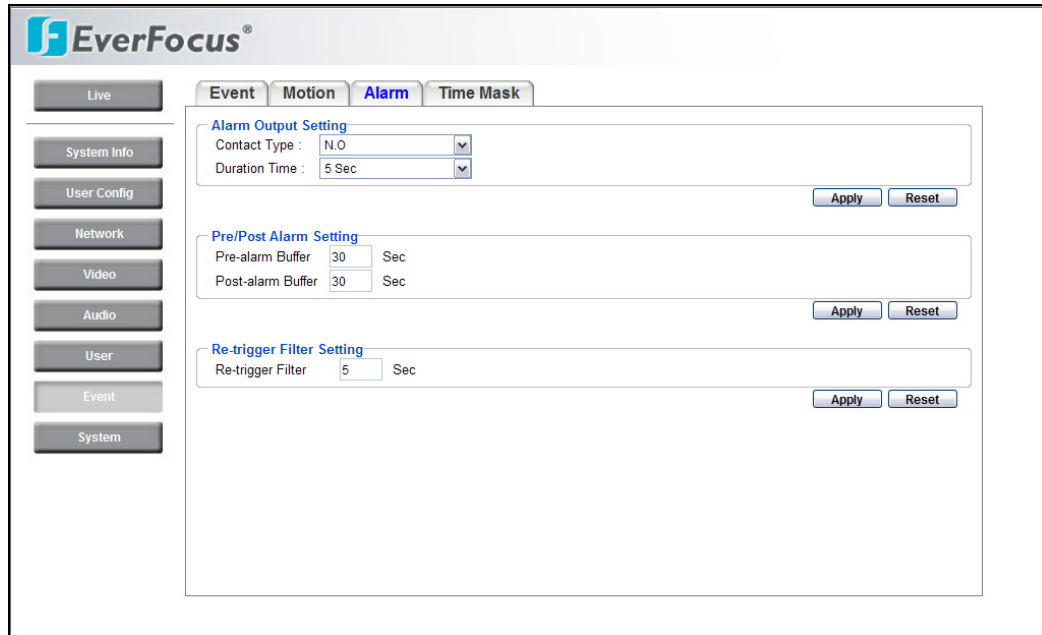 EverFocus®
Live
System Info
User Config
Network
Video
Audio
User
Event
System
Event Motion Alarm Time Mask
Alarm Output Setting
Contact Type : N.O
Duration Time : 5 Sec
Apply Reset
Pre/Post Alarm Setting
Pre-alarm Buffer 30 Sec
Post-alarm Buffer 30 Sec
Apply Reset
Re-trigger Filter Setting
Re-trigger Filter 5 Sec
Apply Reset